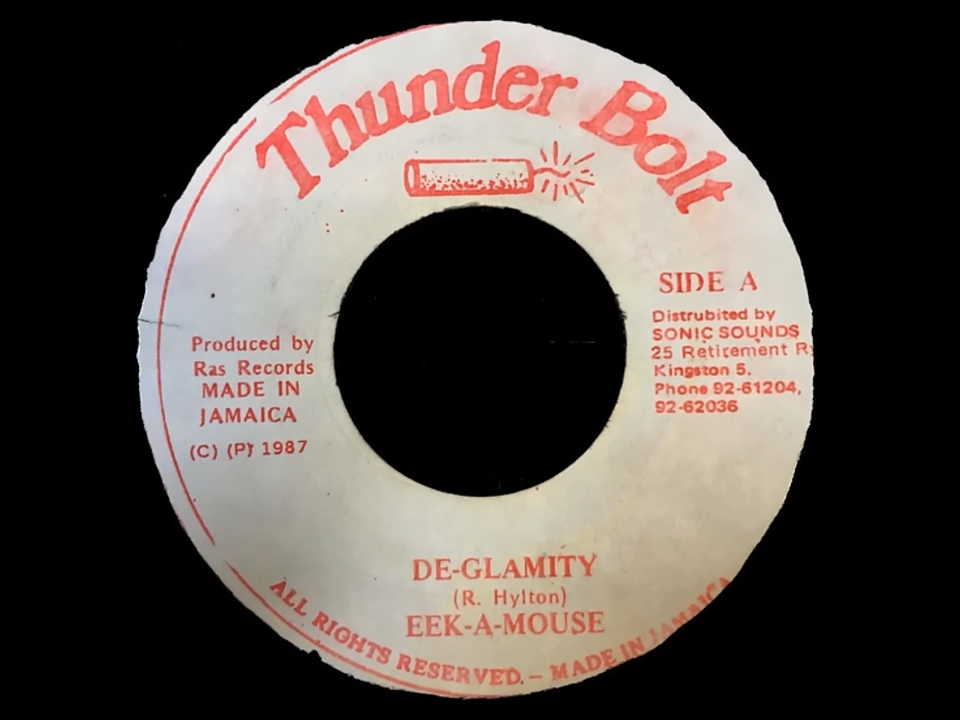 Thunder Bolt
SIDE A
Distrubited by
SONIC SOUNDS
25 Retirement R
Kingston 5.
Phone 92-61204,
92-62036
Produced by
Ras Records
MADE IN
JAMAICA
(C) (P) 1987
DE-GLAMITY
(R. Hylton)
EEK-A-MOUSE
ALL RIGHTS RESERVED. – MADE IN JAMAICA